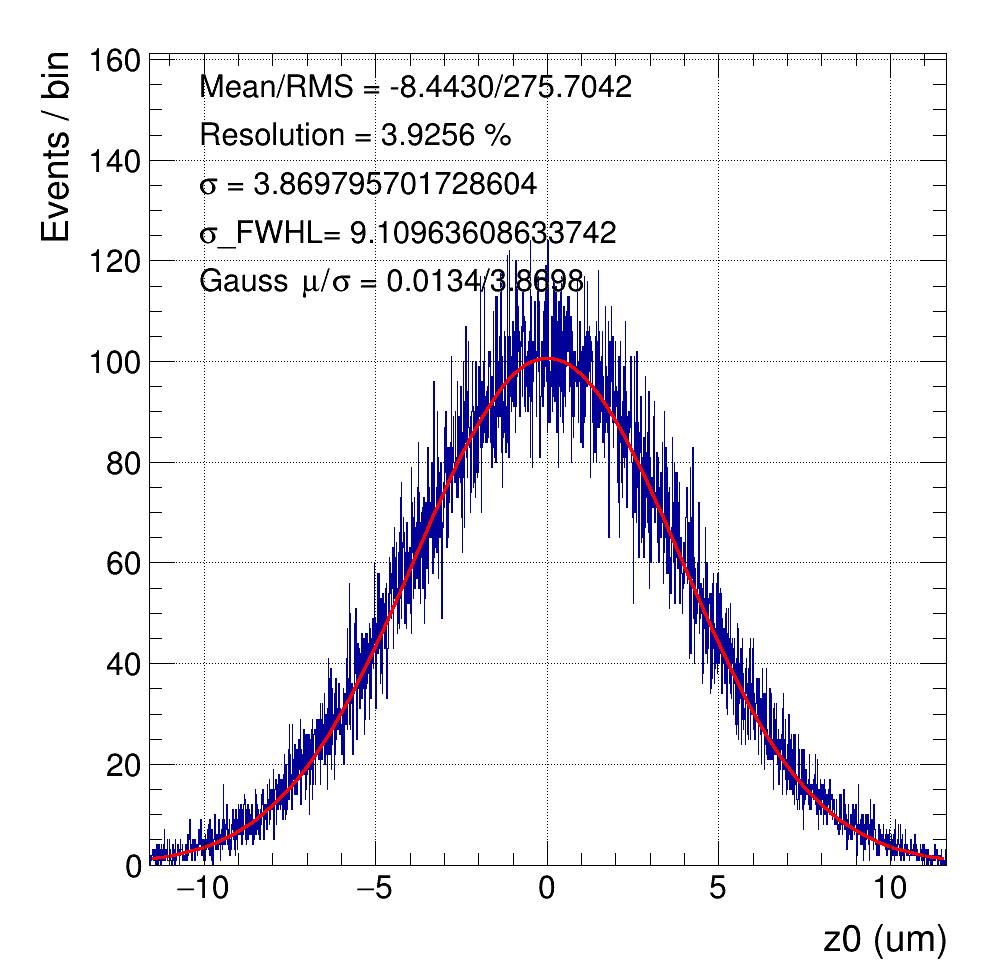 Events / bin
160
140
120
100
80
60
40
20
0
Mean/RMS = -8.4430/275.7042
Resolution = 3.9256 %
σ = 3.869795701728604
σ_FWHL= 9.10963608633742
Gauss μ/σ = 0.0134/3.8698
−10 −5 0 5 10
z0 (um)